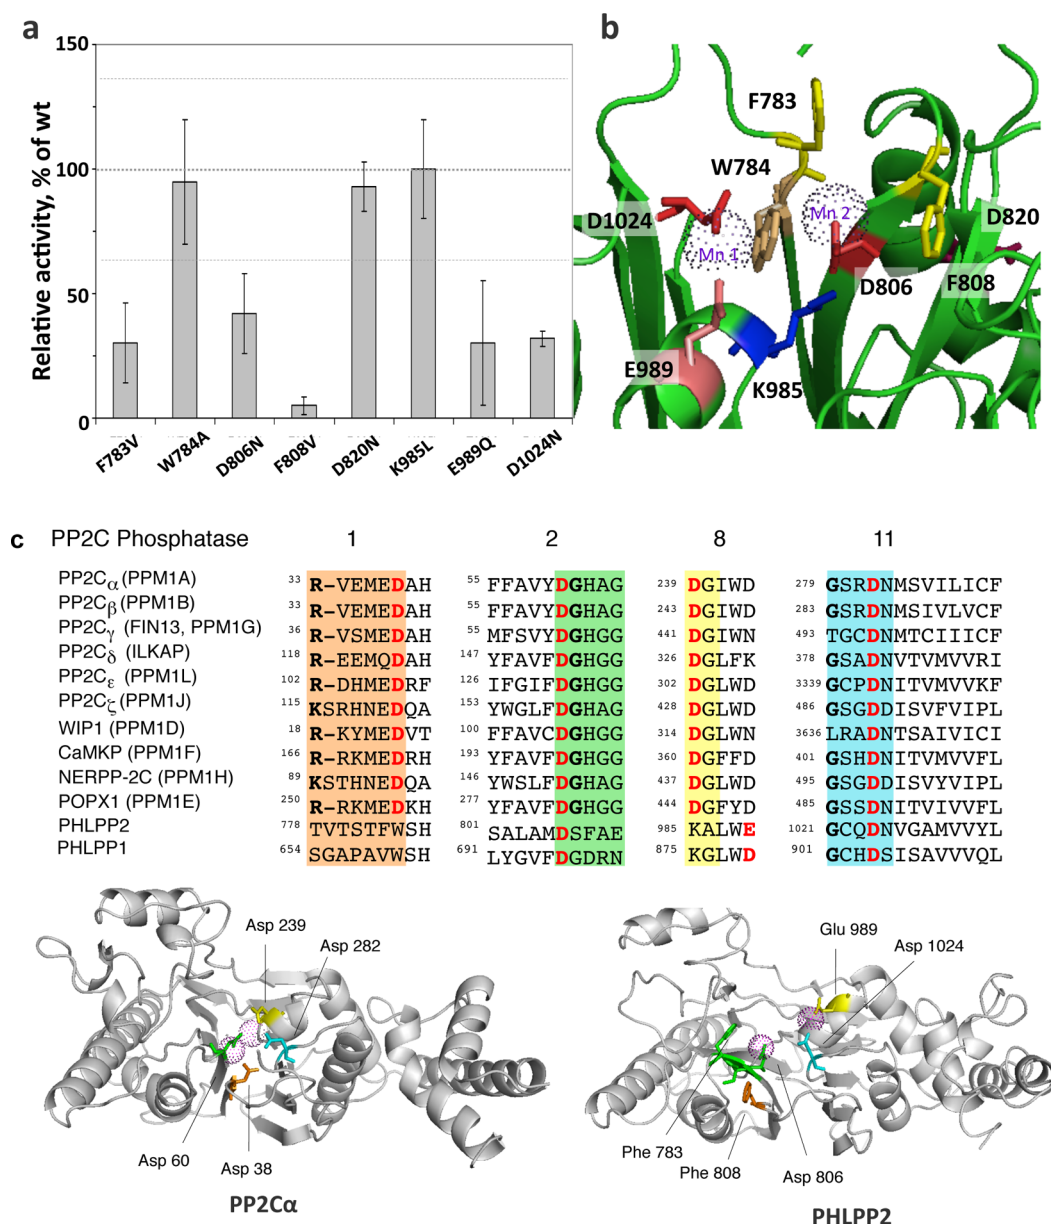 a
b
150
100
50
0
Relative activity, % of wt
F783V
W784A
D806N
F808V
D820N
K985L
E989Q
D1024N
F783
W784
D1024
Mn 1
Mn 2
D820
D806
F808
E989
K985
c PP2C Phosphatase 1 2 8 11
PP2Cα (PPM1A) 33 R–VEMEDAH 55 FFAVYDGHAG 239 DGIWD 279 GSRDNMSVILICF
PP2Cβ (PPM1B) 33 R–VEMEDAH 55 FFAVYDGHAG 243 DGIWD 283 GSRDNMSIVLVCF
PP2Cγ (FIN13, PPM1G) 36 R–VSMEDAH 55 MFSVYDGHGG 441 DGIWN 493 TGCDNMTCIIICF
PP2Cδ (ILKAP) 118 R–EEMQDAH 147 YFAVFDGHGG 326 DGLFK 378 GSADNVTVMVVRI
PP2Cε (PPM1L) 102 R–DHMEDRF 126 IFGIFDGHGG 302 DGLWD 3339 GCPDNITVMVVKF
PP2Cζ (PPM1J) 115 KSRHNEDQA 153 YWGLFDGHAG 428 DGLWD 486 GSGDDISVFVIPL
WIP1 (PPM1D) 18 R–KYMEDVT 100 FFAVCDGHGG 314 DGLWN 3636 LRADNTSAIVICI
CaMKP (PPM1F) 166 R–RKMEDRH 193 YFAVFDGHGG 360 DGFFD 401 GSHDNITVMVVFL
NERPP-2C (PPM1H) 89 KSTHNEDQA 146 YWSLFDGHAG 437 DGLWD 495 GSGDDISVYVIPL
POPX1 (PPM1E) 250 R–RKMEDKH 277 YFAVFDGHGG 444 DGFYD 485 GSSDNITVIVVFL
PHLPP2 778 TVTSTFWSH 801 SALAMDSFAE 985 KALWE 1021 GCQDNVGAMVVYL
PHLPP1 654 SGAPAVWSH 691 LYGVFDGDRN 875 KGLWD 901 GCHDSISAVVVQL
Asp 239
Asp 282
Asp 60
Asp 38
PP2Cα
Glu 989
Asp 1024
Phe 783
Phe 808
Asp 806
PHLPP2